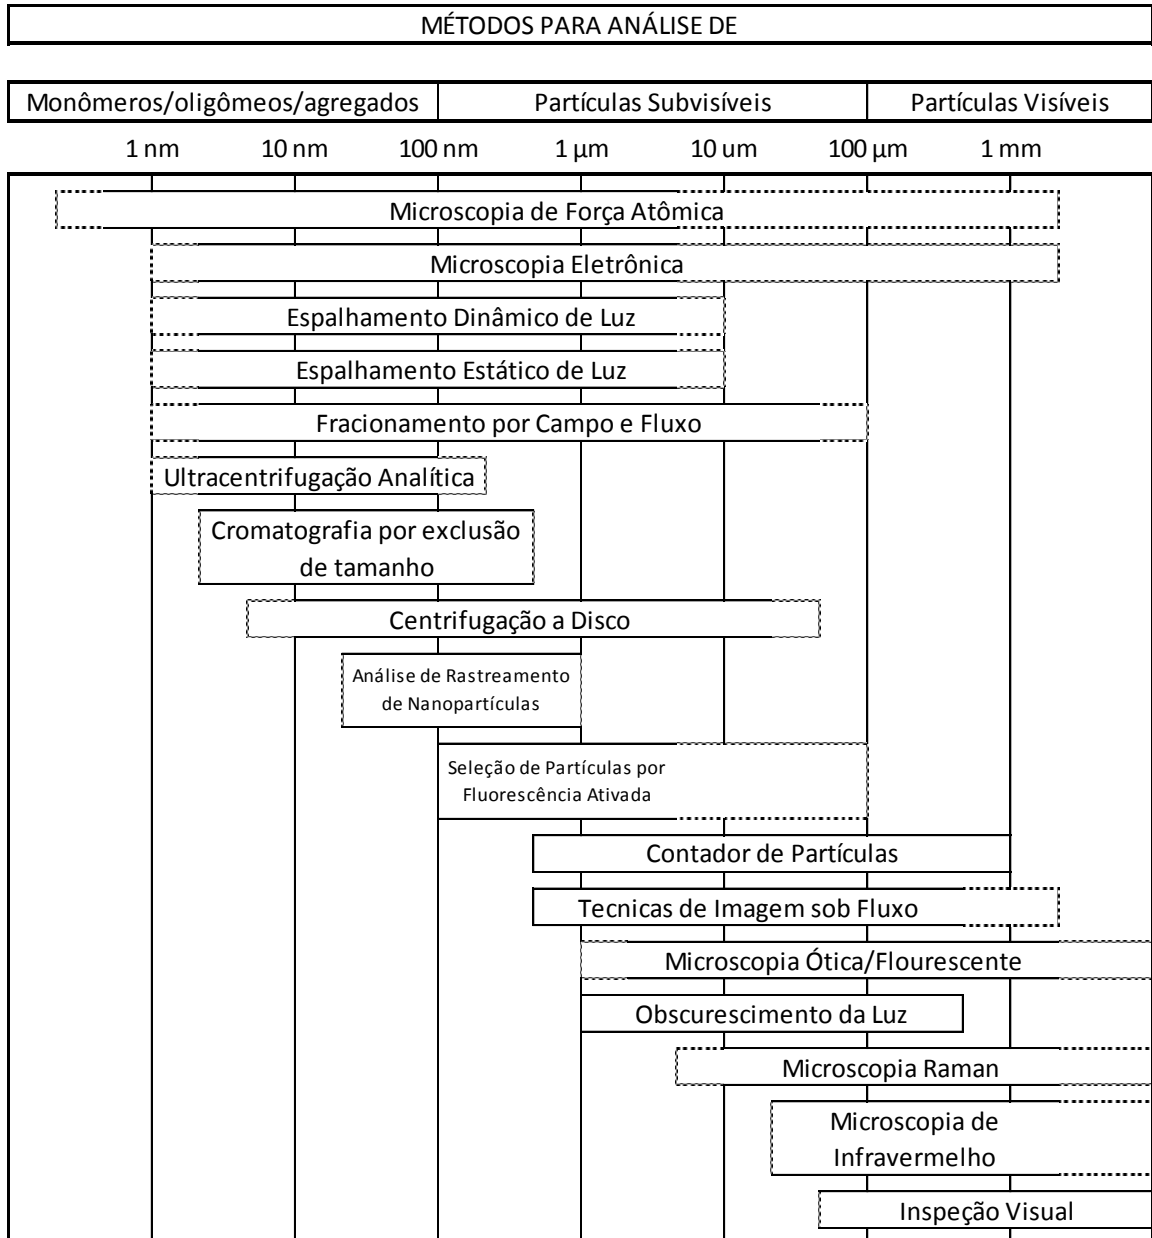 MÉTODOS PARA ANÁLISE DE
Monômeros/oligômeos/agregados Partículas Subvisíveis Partículas Visíveis
1 nm 10 nm 100 nm 1 µm 10 um 100 µm 1 mm
Microscopia de Força Atômica
Microscopia Eletrônica
Espalhamento Dinâmico de Luz
Espalhamento Estático de Luz
Fracionamento por Campo e Fluxo
Ultracentrifugação Analítica
Cromatografia por exclusão
de tamanho
Centrifugação a Disco
Análise de Rastreamento
de Nanopartículas
Seleção de Partículas por
Fluorescência Ativada
Contador de Partículas
Tecnicas de Imagem sob Fluxo
Microscopia Ótica/Flourescente
Obscurescimento da Luz
Microscopia Raman
Microscopia de
Infravermelho
Inspeção Visual